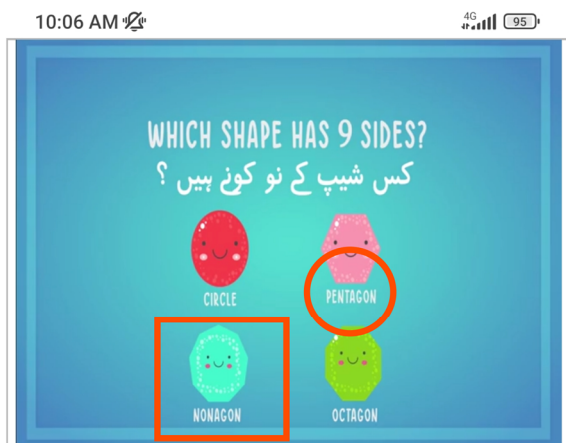 10:06 AM
4G 95
WHICH SHAPE HAS 9 SIDES?
کس شیپ کے نو کونے ہیں ؟
CIRCLE
PENTAGON
NONAGON
OCTAGON